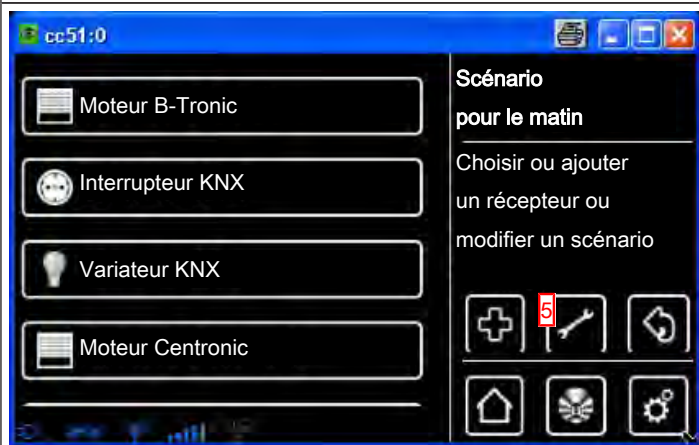 cc51:0
Moteur B-Tronic
Interrupteur KNX
Variateur KNX
Moteur Centronic
Scénario
pour le matin
Choisir ou ajouter
un récepteur ou
modifier un scénario
5